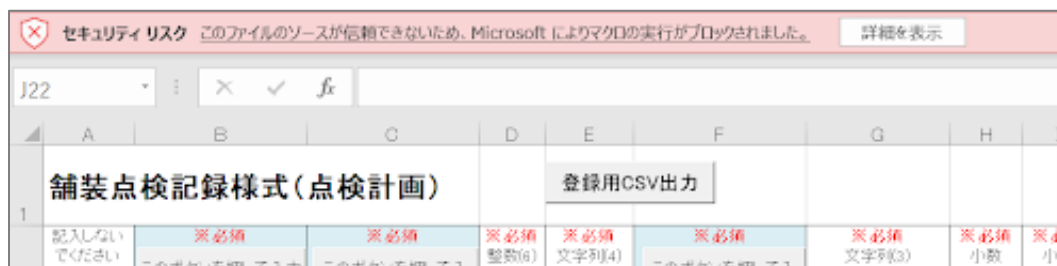 セキュリティ リスク このファイルのソースが信頼できないため、Microsoft によりマクロの実行がブロックされました。 詳細を表示
J22 fx
A B C D E F G H
1 舗装点検記録様式(点検計画) 登録用CSV出力
記入しない ※必須 ※必須 ※必須 ※必須 ※必須 ※必須 ※必須
でください 整数(6) 文字列(4) 文字列(3) 小数